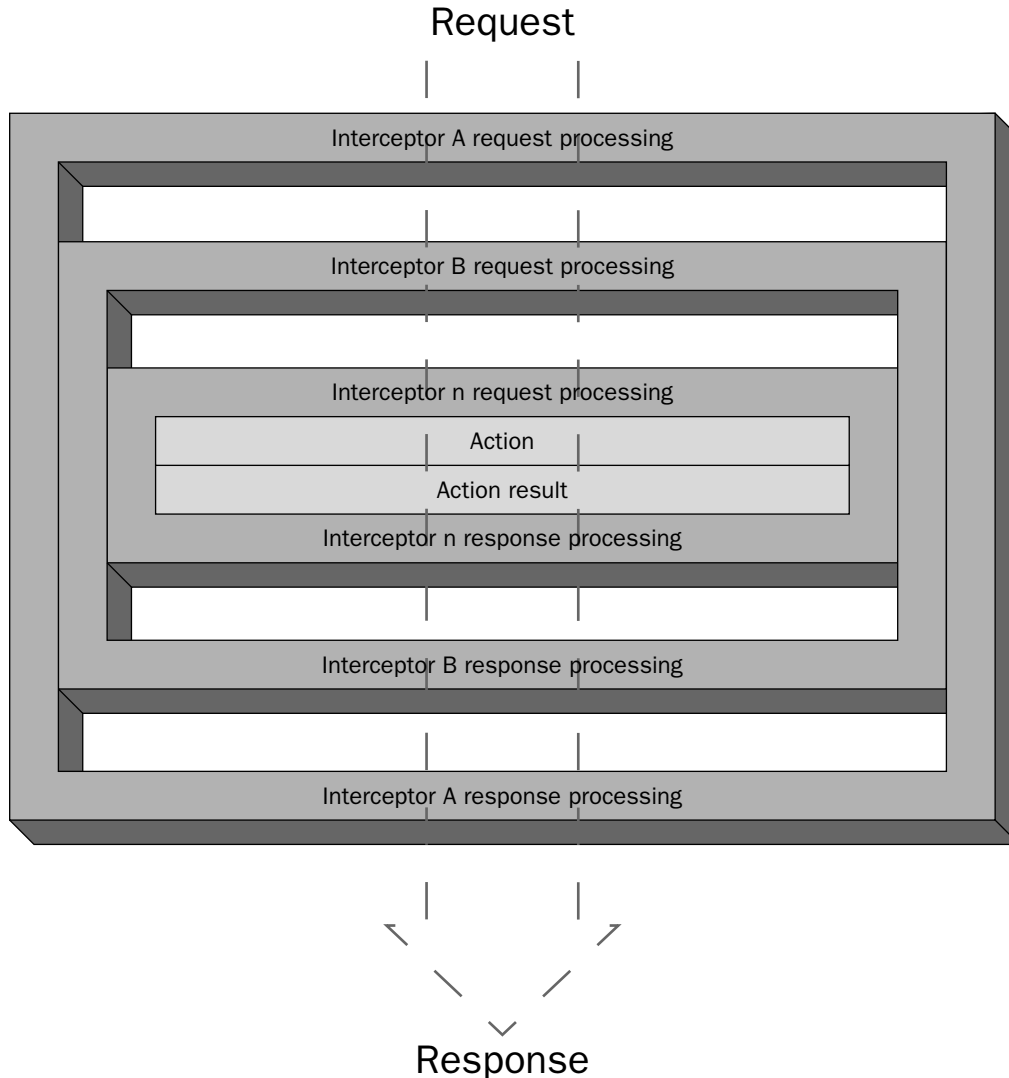 Request
Interceptor A request processing
Interceptor B request processing
Interceptor n request processing
Action
Action result
Interceptor n response processing
Interceptor B response processing
Interceptor A response processing
Response